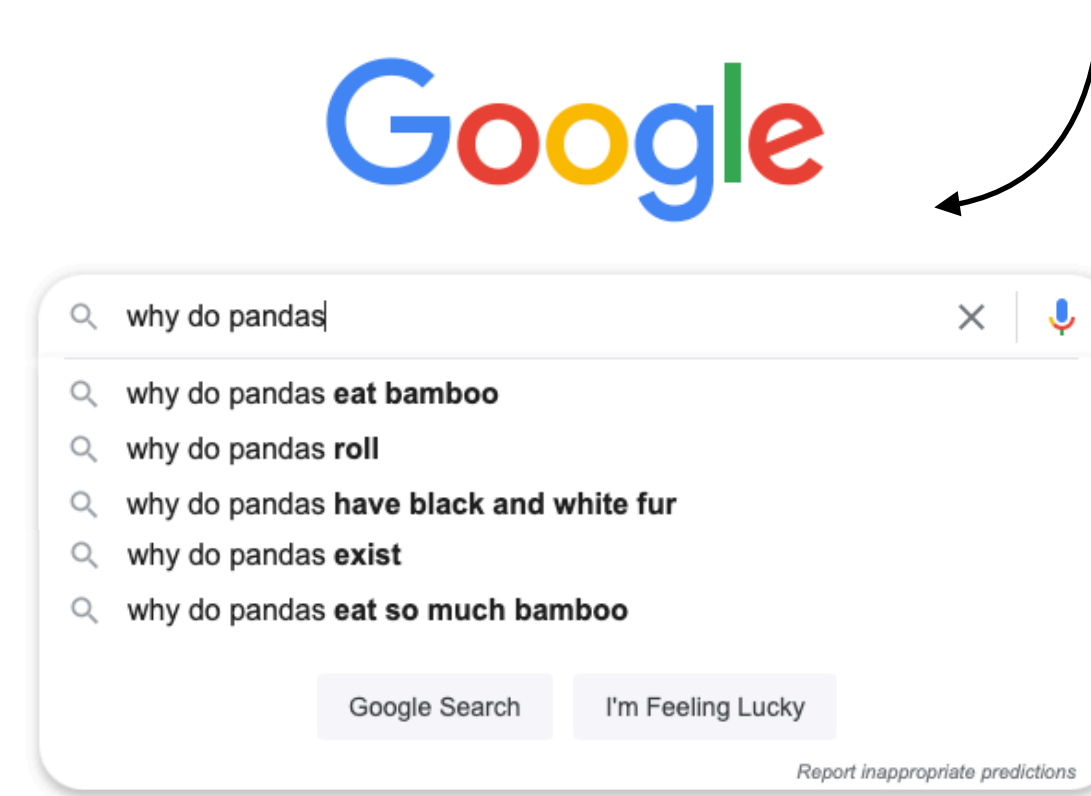 Google
why do pandas
why do pandas eat bamboo
why do pandas roll
why do pandas have black and white fur
why do pandas exist
why do pandas eat so much bamboo
Google Search I'm Feeling Lucky
Report inappropriate predictions